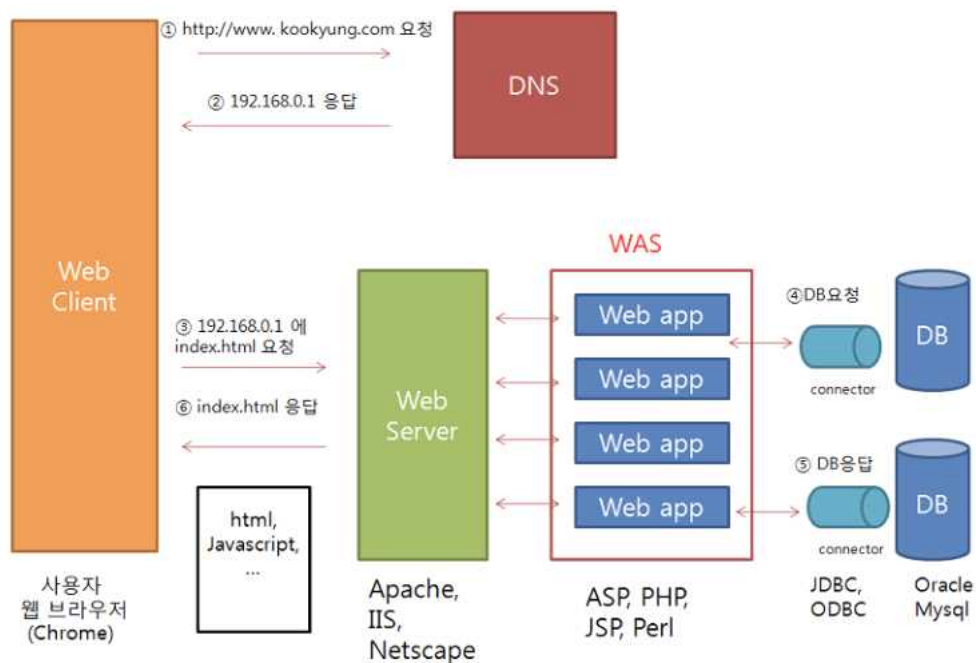 ① http://www. kookyung.com 요청
DNS
② 192.168.0.1 응답
Web
Client
WAS
③ 192.168.0.1 에
index.html 요청
⑥ index.html 응답
Web
Server
Web app
Web app
Web app
Web app
④DB요청
connector
DB
⑤ DB응답
connector
DB
html,
Javascript,
...
사용자
웹 브라우저
(Chrome)
Apache,
IIS,
Netscape
ASP, PHP,
JSP, Perl
JDBC,
ODBC
Oracle
Mysql